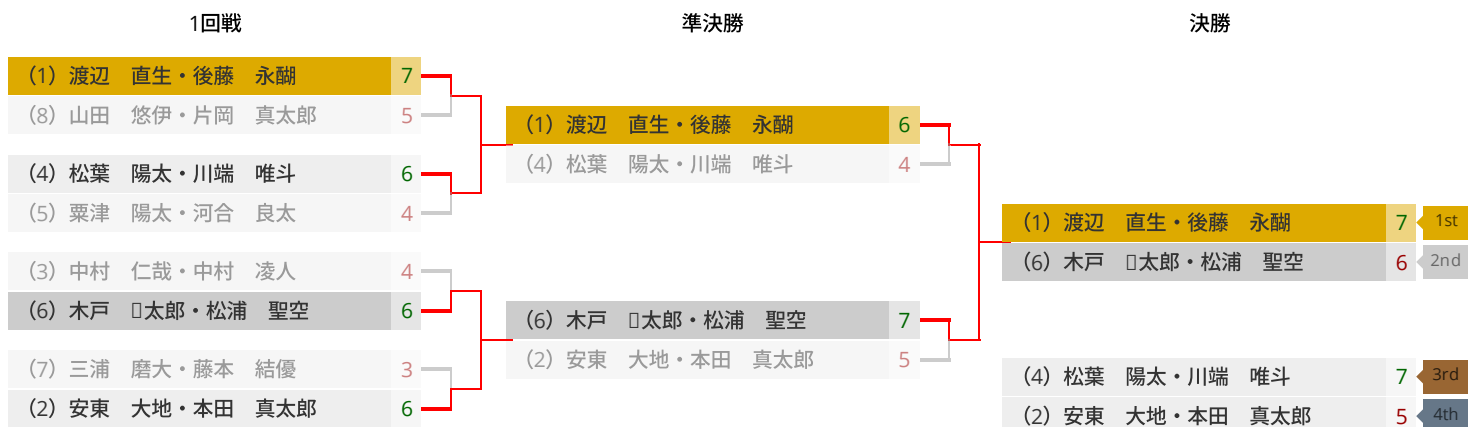 1回戦
準決勝
決勝
（1）渡辺　直生・後藤　永醐 7
（8）山田　悠伊・片岡　真太郎 5
（4）松葉　陽太・川端　唯斗 6
（5）粟津　陽太・河合　良太 4
（3）中村　仁哉・中村　凌人 4
（6）木戸　太郎・松浦　聖空 6
（7）三浦　磨大・藤本　結優 3
（2）安東　大地・本田　真太郎 6
（1）渡辺　直生・後藤　永醐 6
（4）松葉　陽太・川端　唯斗 4
（6）木戸　太郎・松浦　聖空 7
（2）安東　大地・本田　真太郎 5
（1）渡辺　直生・後藤　永醐 7 1st
（6）木戸　太郎・松浦　聖空 6 2nd
（4）松葉　陽太・川端　唯斗 7 3rd
（2）安東　大地・本田　真太郎 5 4th